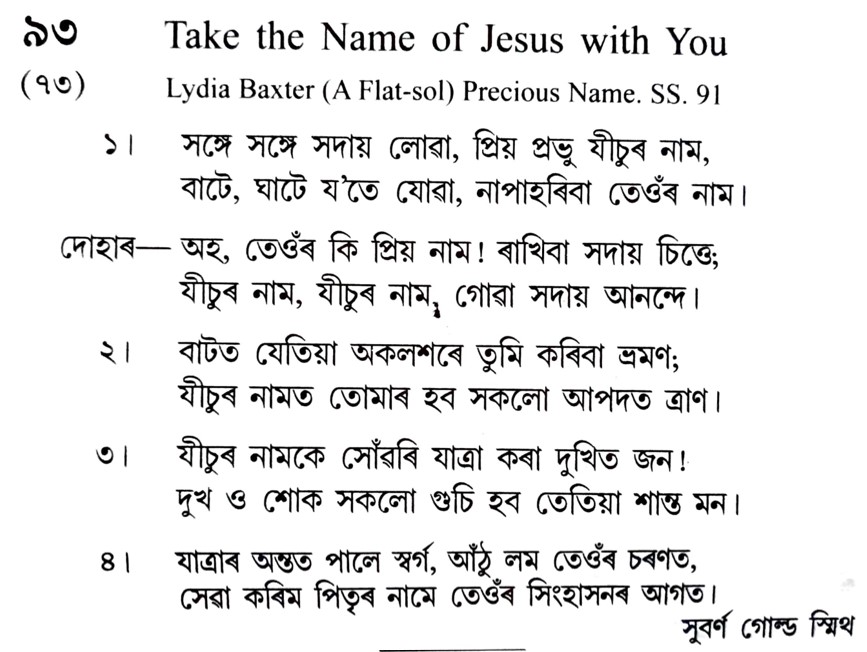 ৯৩ Take the Name of Jesus with You
(৭৩) Lydia Baxter (A Flat-sol) Precious Name. SS. 91
১। সঙ্গে সঙ্গে সদায় লোৱা, প্ৰিয় প্ৰভু যীচুৰ নাম,
বাটে, ঘাটে য'তে যোৱা, নাপাহৰিবা তেওঁৰ নাম।
দোহাৰ— অহ, তেওঁৰ কি প্ৰিয় নাম! ৰাখিবা সদায় চিত্তে;
যীচুৰ নাম, যীচুৰ নাম, গোৱা সদায় আনন্দে।
২। বাটত যেতিয়া অকলশৰে তুমি কৰিবা ভ্ৰমণ;
যীচুৰ নামত তোমাৰ হব সকলো আপদত ত্ৰাণ।
৩। যীচুৰ নামকে সোঁৱৰি যাত্ৰা কৰা দুখিত জন!
দুখ ও শোক সকলো গুচি হব তেতিয়া শান্ত মন।
৪। যাত্ৰাৰ অন্তত পালে স্বৰ্গ, আঁঠু লম তেওঁৰ চৰণত,
সেৱা কৰিম পিতৃৰ নামে তেওঁৰ সিংহাসনৰ আগত।
সুবৰ্ণ গোল্ড স্মিথ